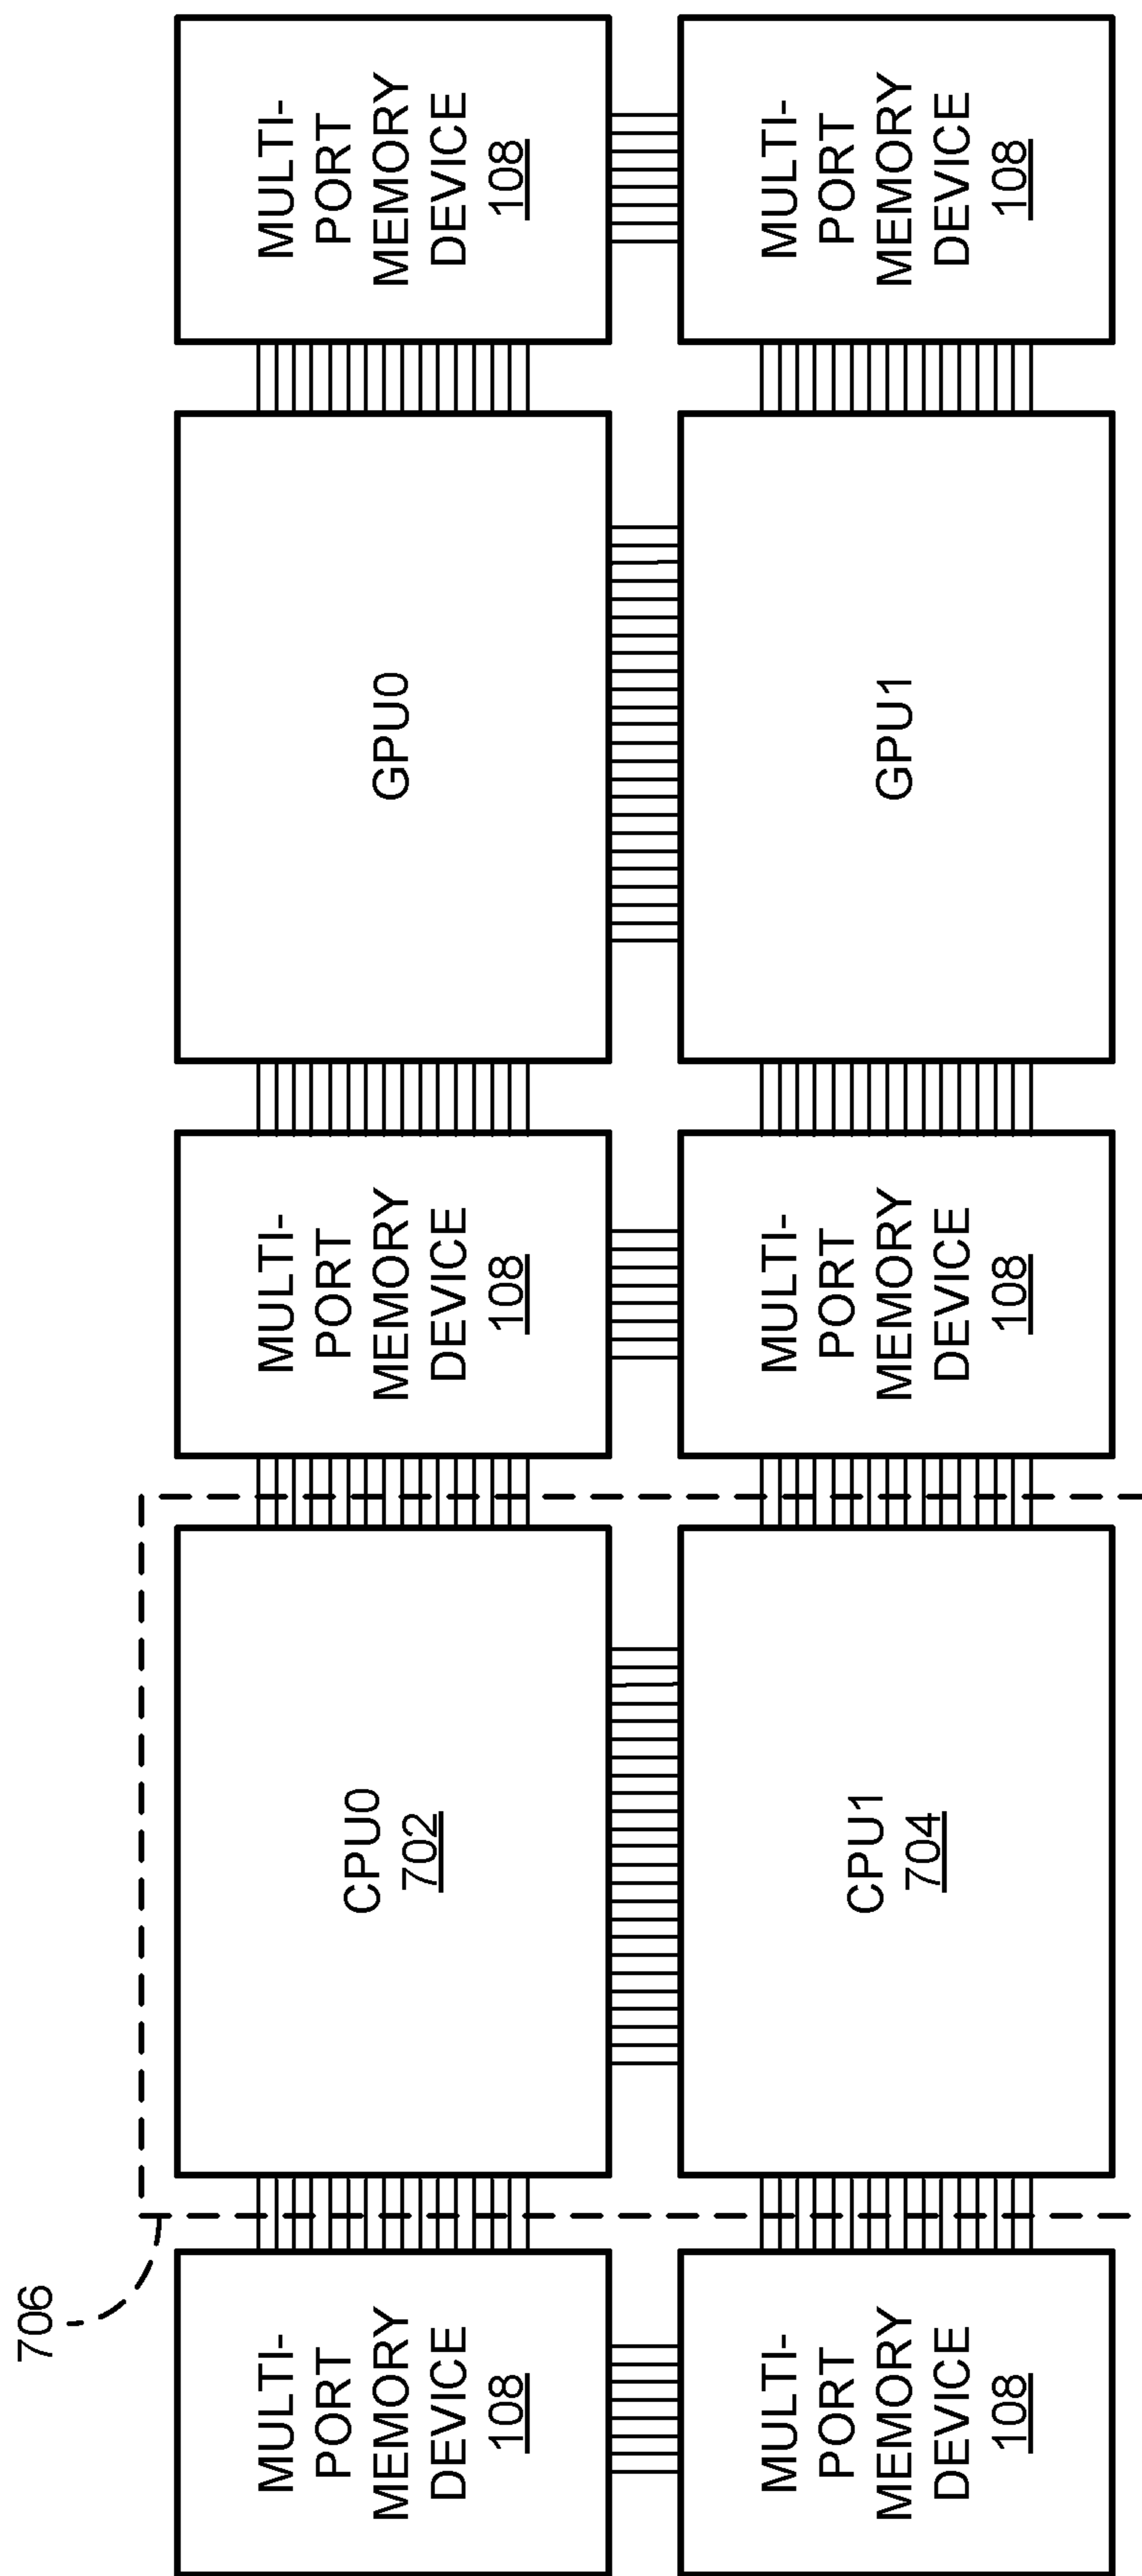 706
MULTI-
PORT
MEMORY
DEVICE
108
CPU0
702
MULTI-
PORT
MEMORY
DEVICE
108
GPU0
MULTI-
PORT
MEMORY
DEVICE
108
MULTI-
PORT
MEMORY
DEVICE
108
CPU1
704
MULTI-
PORT
MEMORY
DEVICE
108
GPU1
MULTI-
PORT
MEMORY
DEVICE
108